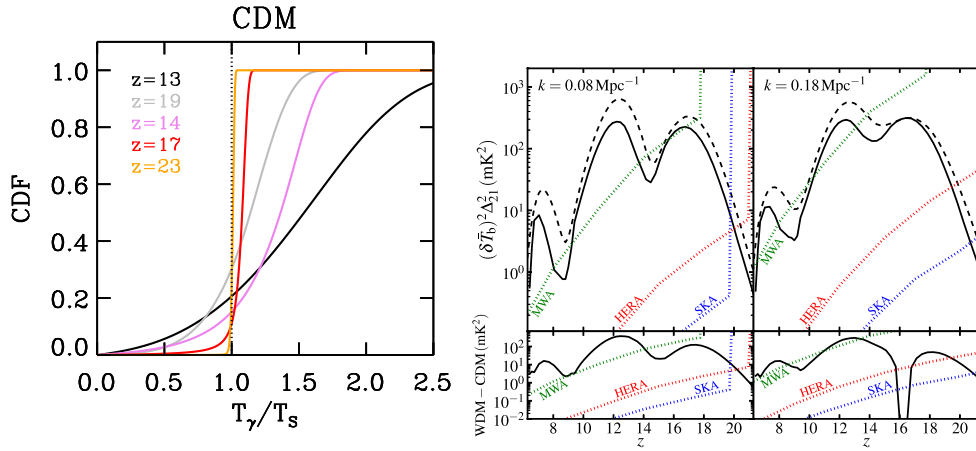 CDM
CDF
1.0
0.8
0.6
0.4
0.2
0.0
z=13
z=19
z=14
z=17
z=23
0.0 0.5 1.0 1.5 2.0 2.5
T_γ/T_S
(δT̄_b)²Δ²₂₁ (mK²)
10³
10²
10¹
10⁰
k = 0.08 Mpc⁻¹
MWA
HERA
SKA
k = 0.18 Mpc⁻¹
MWA
HERA
SKA
WDM − CDM (mK²)
10²
10¹
10⁰
10⁻¹
10⁻²
MWA
HERA
SKA
MWA
HERA
SKA
8 10 12 14 16 18 20
8 10 12 14 16 18 20
z
z